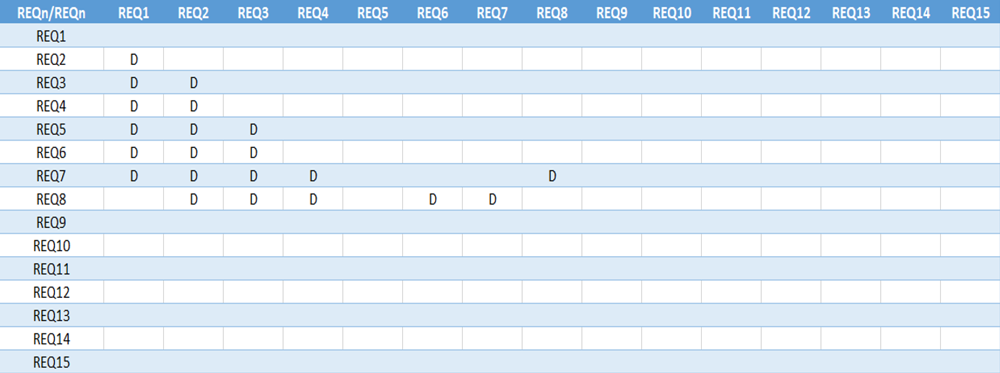 REQn/REQn REQ1 REQ2 REQ3 REQ4 REQ5 REQ6 REQ7 REQ8 REQ9 REQ10 REQ11 REQ12 REQ13 REQ14 REQ15
REQ1
REQ2 D
REQ3 D D
REQ4 D D
REQ5 D D D
REQ6 D D D
REQ7 D D D D D
REQ8 D D D D D
REQ9
REQ10
REQ11
REQ12
REQ13
REQ14
REQ15